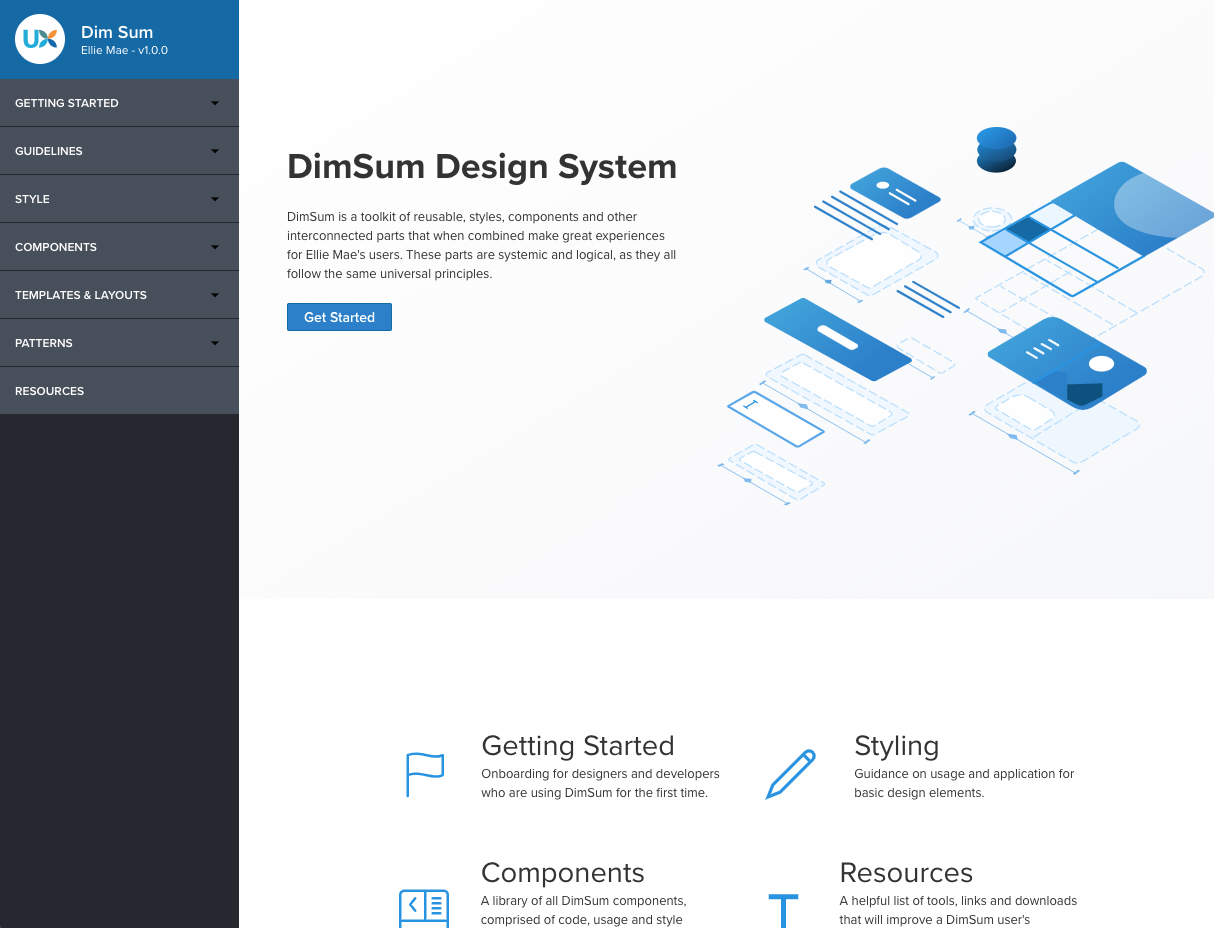 UX
Dim Sum
Ellie Mae - v1.0.0
GETTING STARTED
GUIDELINES
STYLE
COMPONENTS
TEMPLATES & LAYOUTS
PATTERNS
RESOURCES
DimSum Design System
DimSum is a toolkit of reusable, styles, components and other
interconnected parts that when combined make great experiences
for Ellie Mae's users. These parts are systemic and logical, as they all
follow the same universal principles.
Get Started
Getting Started
Onboarding for designers and developers
who are using DimSum for the first time.
Styling
Guidance on usage and application for
basic design elements.
Components
A library of all DimSum components,
comprised of code, usage and style
Resources
A helpful list of tools, links and downloads
that will improve a DimSum user's